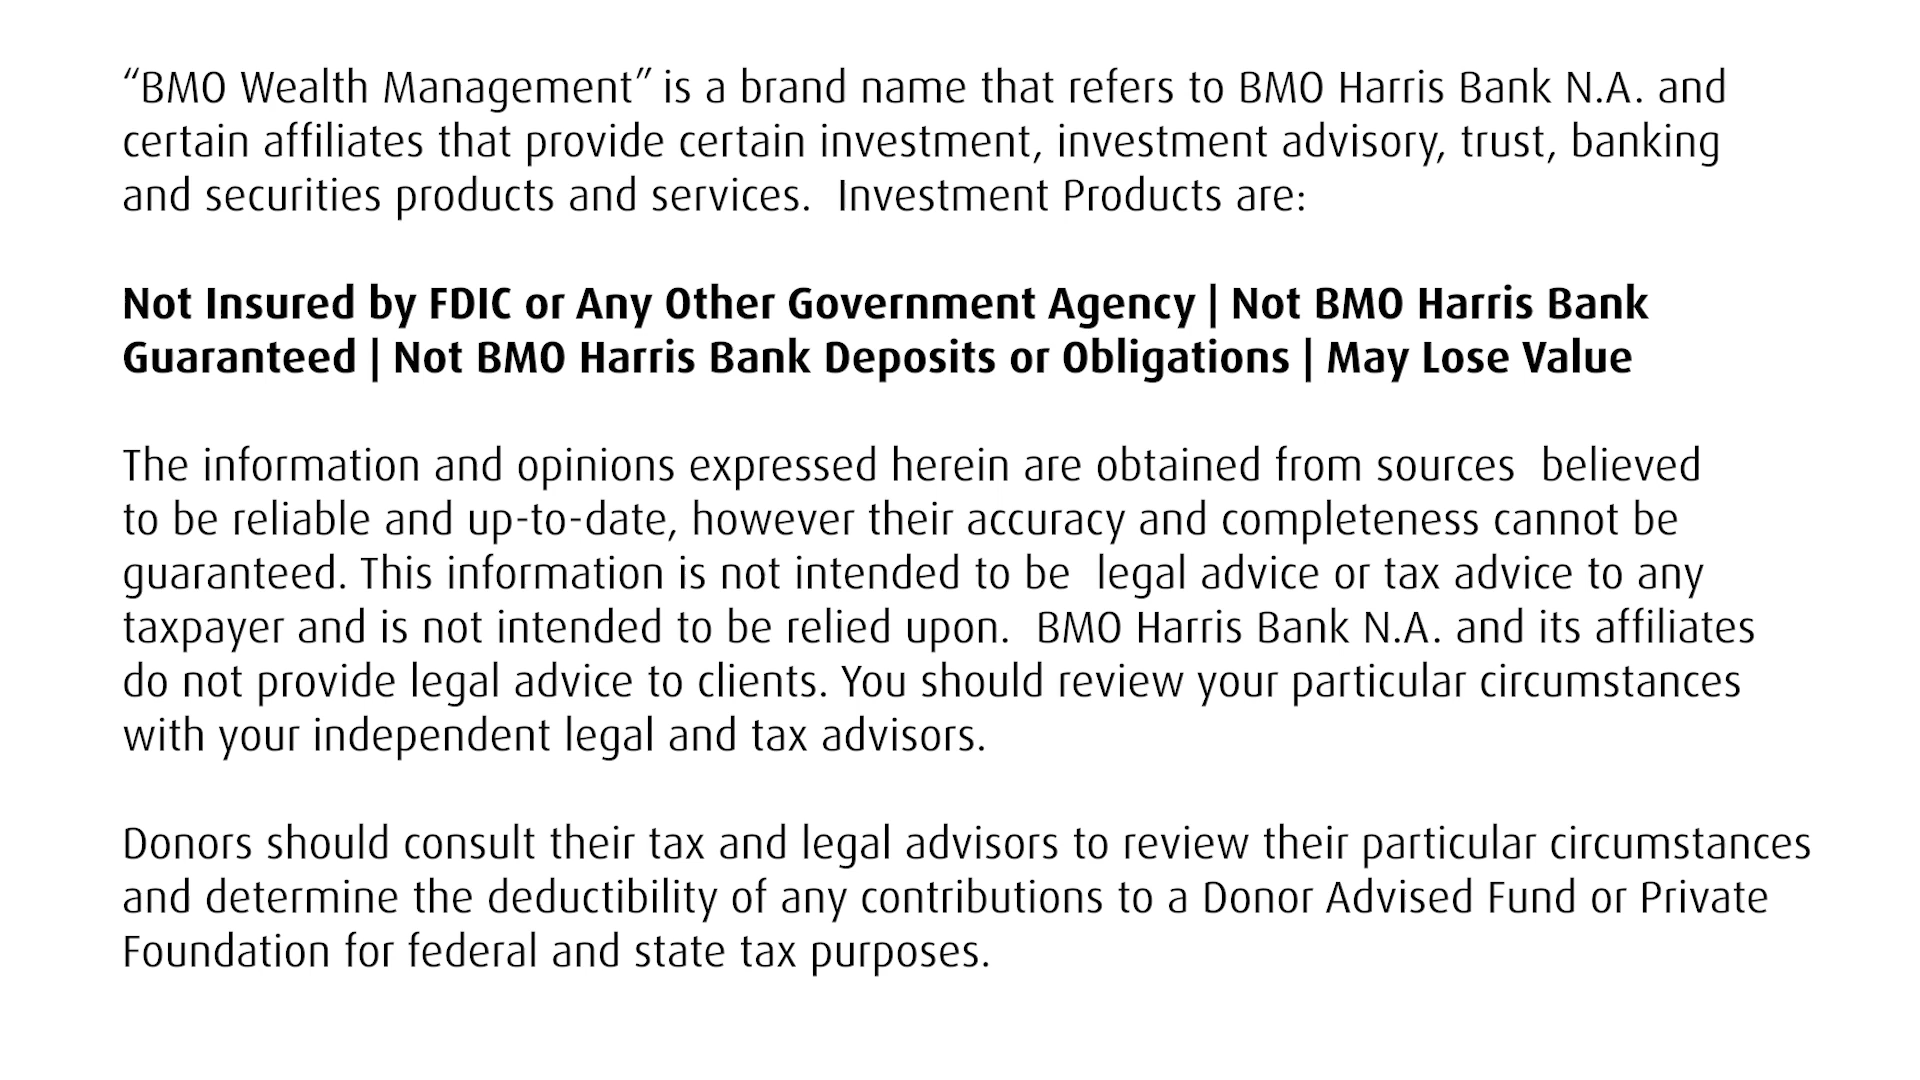 “BMO Wealth Management” is a brand name that refers to BMO Harris Bank N.A. and
certain affiliates that provide certain investment, investment advisory, trust, banking
and securities products and services.  Investment Products are:
Not Insured by FDIC or Any Other Government Agency | Not BMO Harris Bank
Guaranteed | Not BMO Harris Bank Deposits or Obligations | May Lose Value
The information and opinions expressed herein are obtained from sources  believed
to be reliable and up-to-date, however their accuracy and completeness cannot be
guaranteed. This information is not intended to be  legal advice or tax advice to any
taxpayer and is not intended to be relied upon.  BMO Harris Bank N.A. and its affiliates
do not provide legal advice to clients. You should review your particular circumstances
with your independent legal and tax advisors.
Donors should consult their tax and legal advisors to review their particular circumstances
and determine the deductibility of any contributions to a Donor Advised Fund or Private
Foundation for federal and state tax purposes.